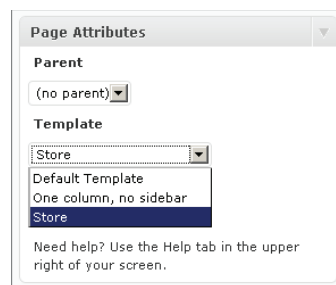 Page Attributes
Parent
(no parent)
Template
Store
Default Template
One column, no sidebar
Store
Need help? Use the Help tab in the upper
right of your screen.